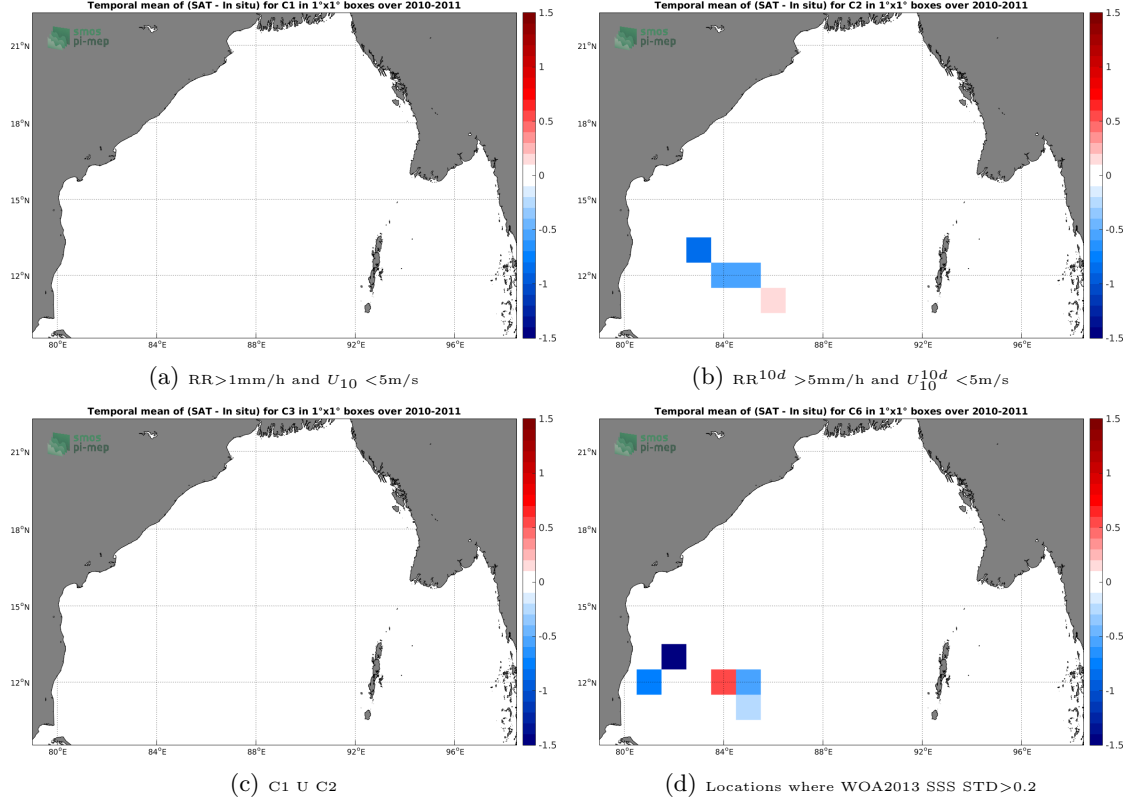 Temporal mean of (SAT - In situ) for C1 in 1°x1° boxes over 2010-2011
smos
pi-mep
21°N
18°N
15°N
12°N
80°E
84°E
88°E
92°E
96°E
1.5
1
0.5
0
-0.5
-1
-1.5
(a) RR>1mm/h and U10 <5m/s
Temporal mean of (SAT - In situ) for C2 in 1°x1° boxes over 2010-2011
smos
pi-mep
21°N
18°N
15°N
12°N
80°E
84°E
88°E
92°E
96°E
1.5
1
0.5
0
-0.5
-1
-1.5
(b) RR^10d >5mm/h and U10^10d <5m/s
Temporal mean of (SAT - In situ) for C3 in 1°x1° boxes over 2010-2011
smos
pi-mep
21°N
18°N
15°N
12°N
80°E
84°E
88°E
92°E
96°E
1.5
1
0.5
0
-0.5
-1
-1.5
(c) C1 U C2
Temporal mean of (SAT - In situ) for C6 in 1°x1° boxes over 2010-2011
smos
pi-mep
21°N
18°N
15°N
12°N
80°E
84°E
88°E
92°E
96°E
1.5
1
0.5
0
-0.5
-1
-1.5
(d) Locations where WOA2013 SSS STD>0.2